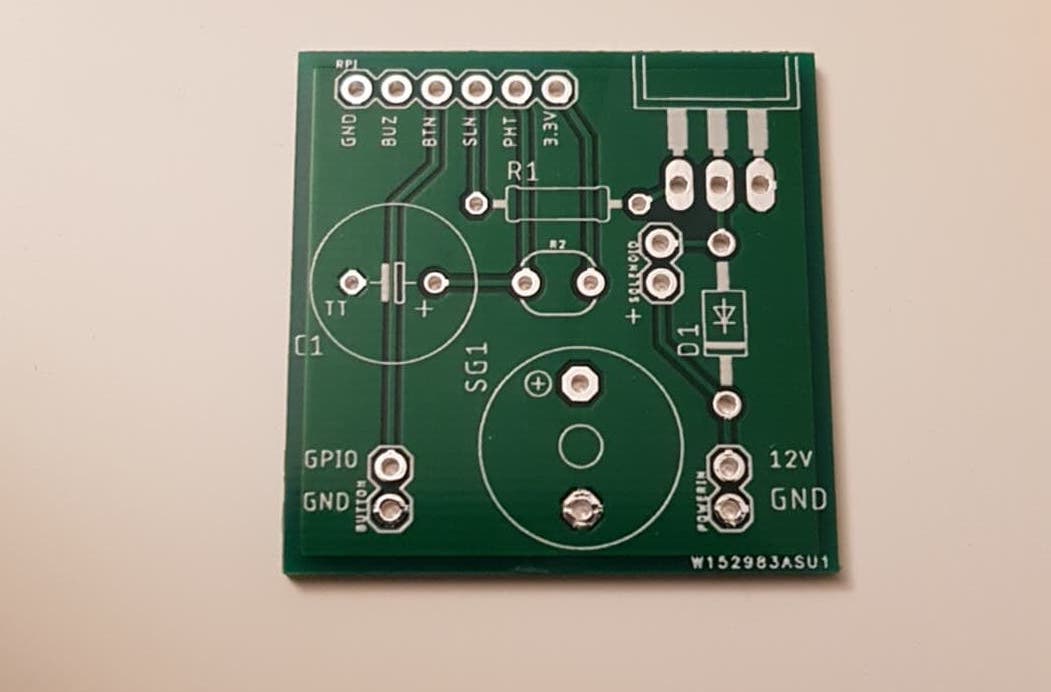 RPI
GND
BUZ
BTN
SLN
PHT
3.3V
R1
R2
SOLENOID
+
TT
+
C1
SG1
+
D1
GPIO
GND
BUTTON
POWERIN
12V
GND
W152983ASU1